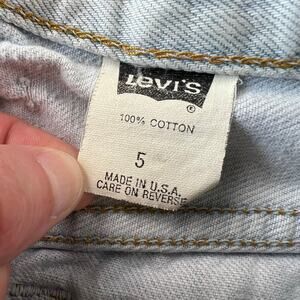 Levi's
®
100% COTTON
5
MADE IN U.S.A.
CARE ON REVERSE